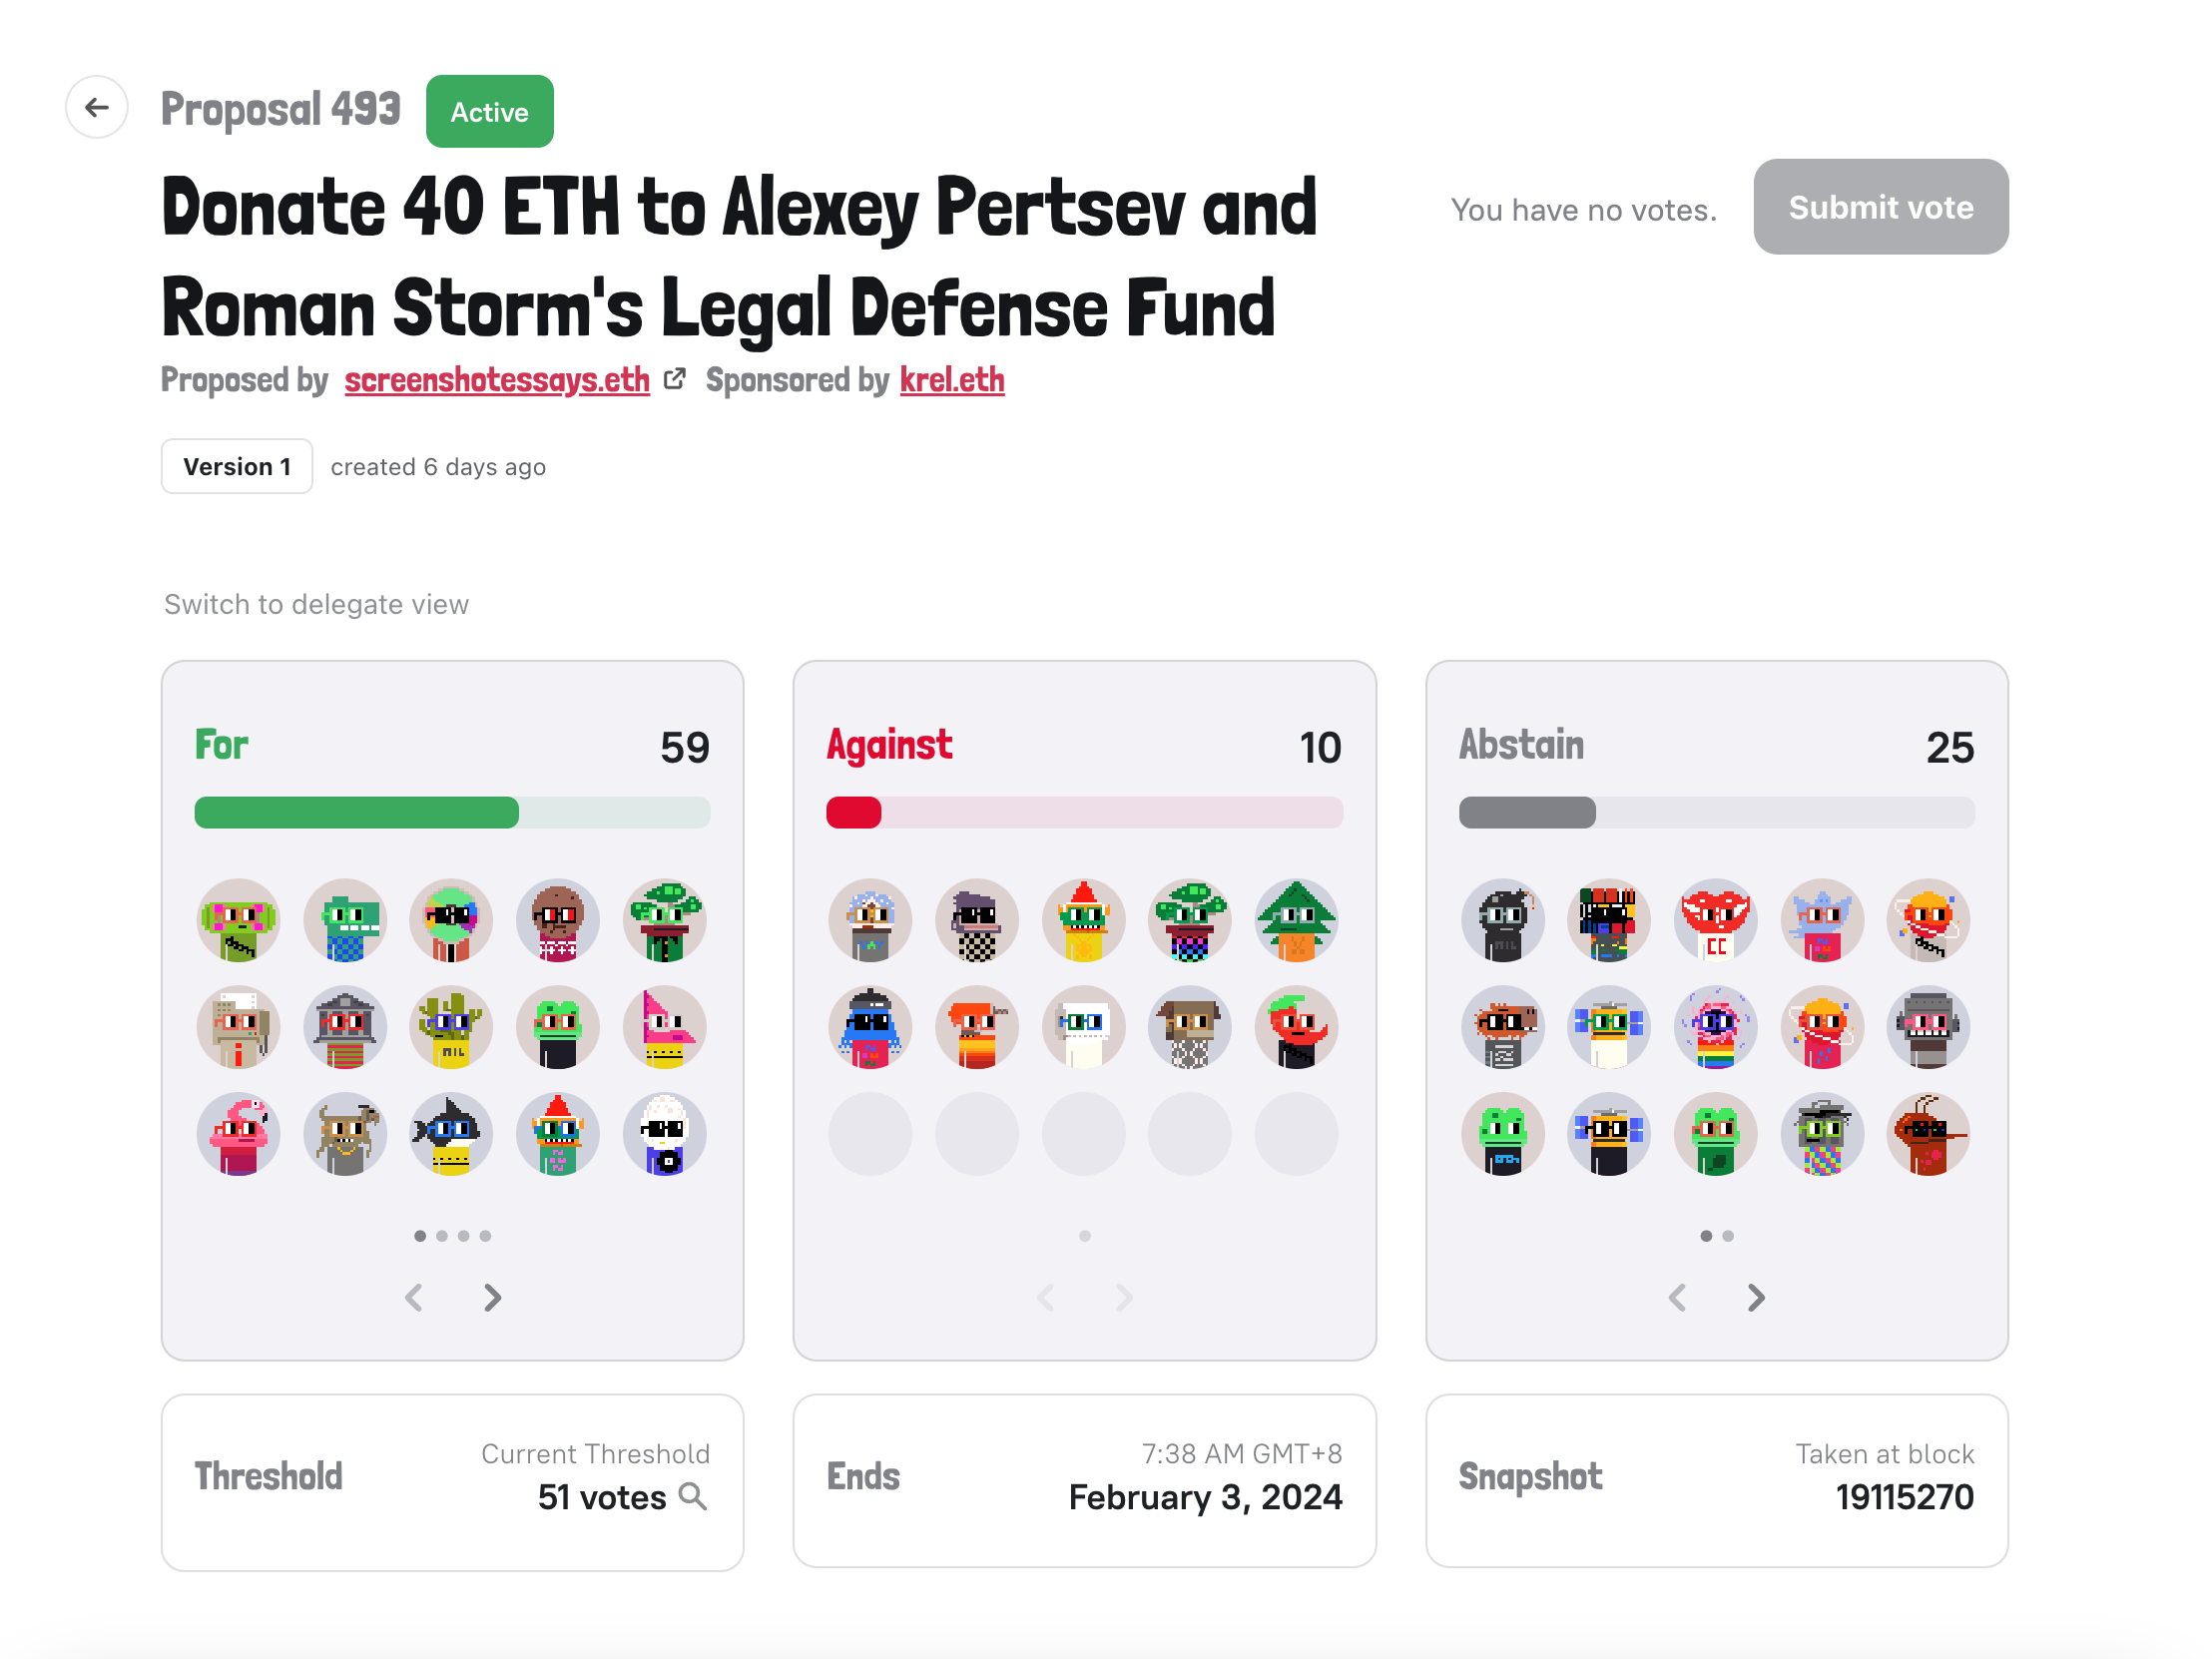 Proposal 493
Active
Donate 40 ETH to Alexey Pertsev and
Roman Storm's Legal Defense Fund
You have no votes.
Submit vote
Proposed by screenshotessays.eth Sponsored by krel.eth
Version 1
created 6 days ago
Switch to delegate view
For
59
Against
10
Abstain
25
CC
Threshold
Current Threshold
51 votes
Ends
7:38 AM GMT+8
February 3, 2024
Snapshot
Taken at block
19115270